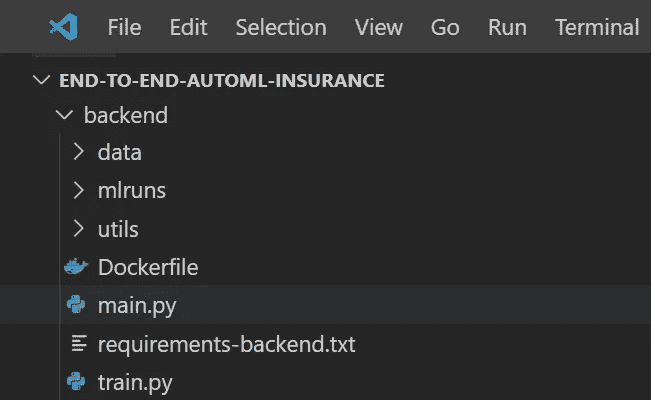 File Edit Selection View Go Run Terminal
END-TO-END-AUTOML-INSURANCE
backend
data
mlruns
utils
Dockerfile
main.py
requirements-backend.txt
train.py